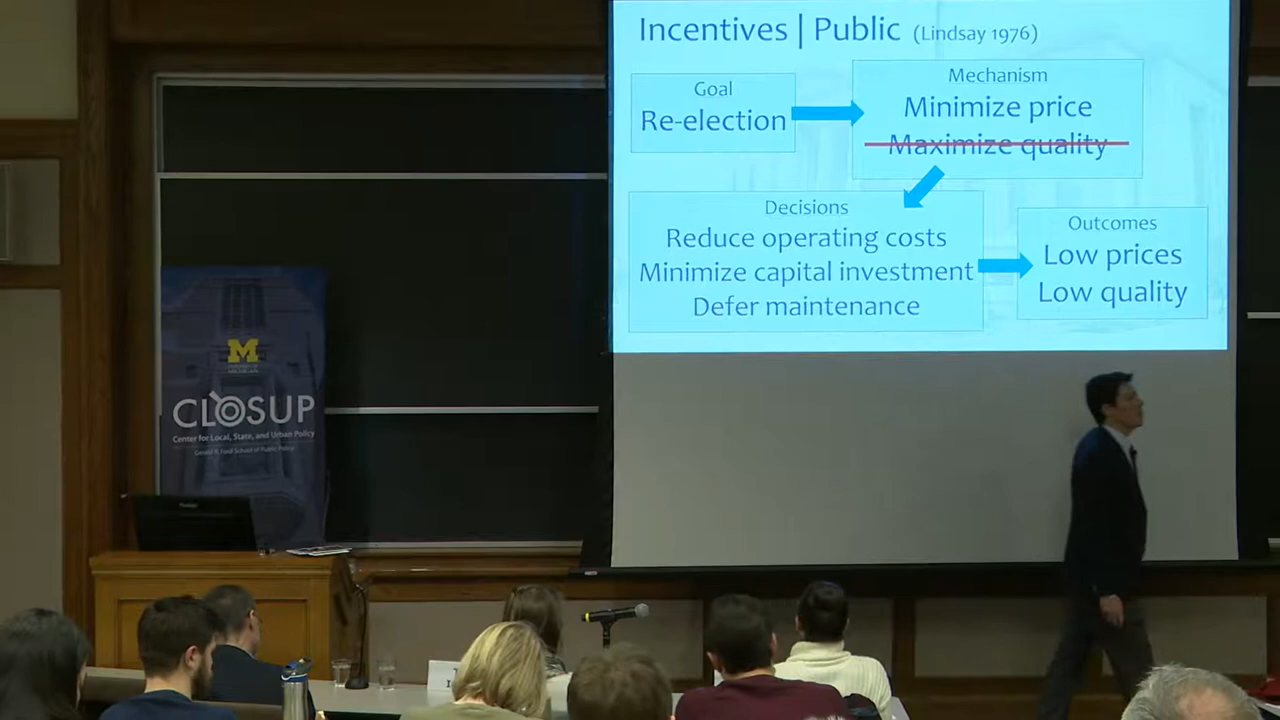 Incentives | Public (Lindsay 1976)
Goal
Re-election
Mechanism
Minimize price
Maximize quality
Decisions
Reduce operating costs
Minimize capital investment
Defer maintenance
Outcomes
Low prices
Low quality
M
CLOSUP
Center for Local, State, and Urban Policy
Gerald R. Ford School of Public Policy